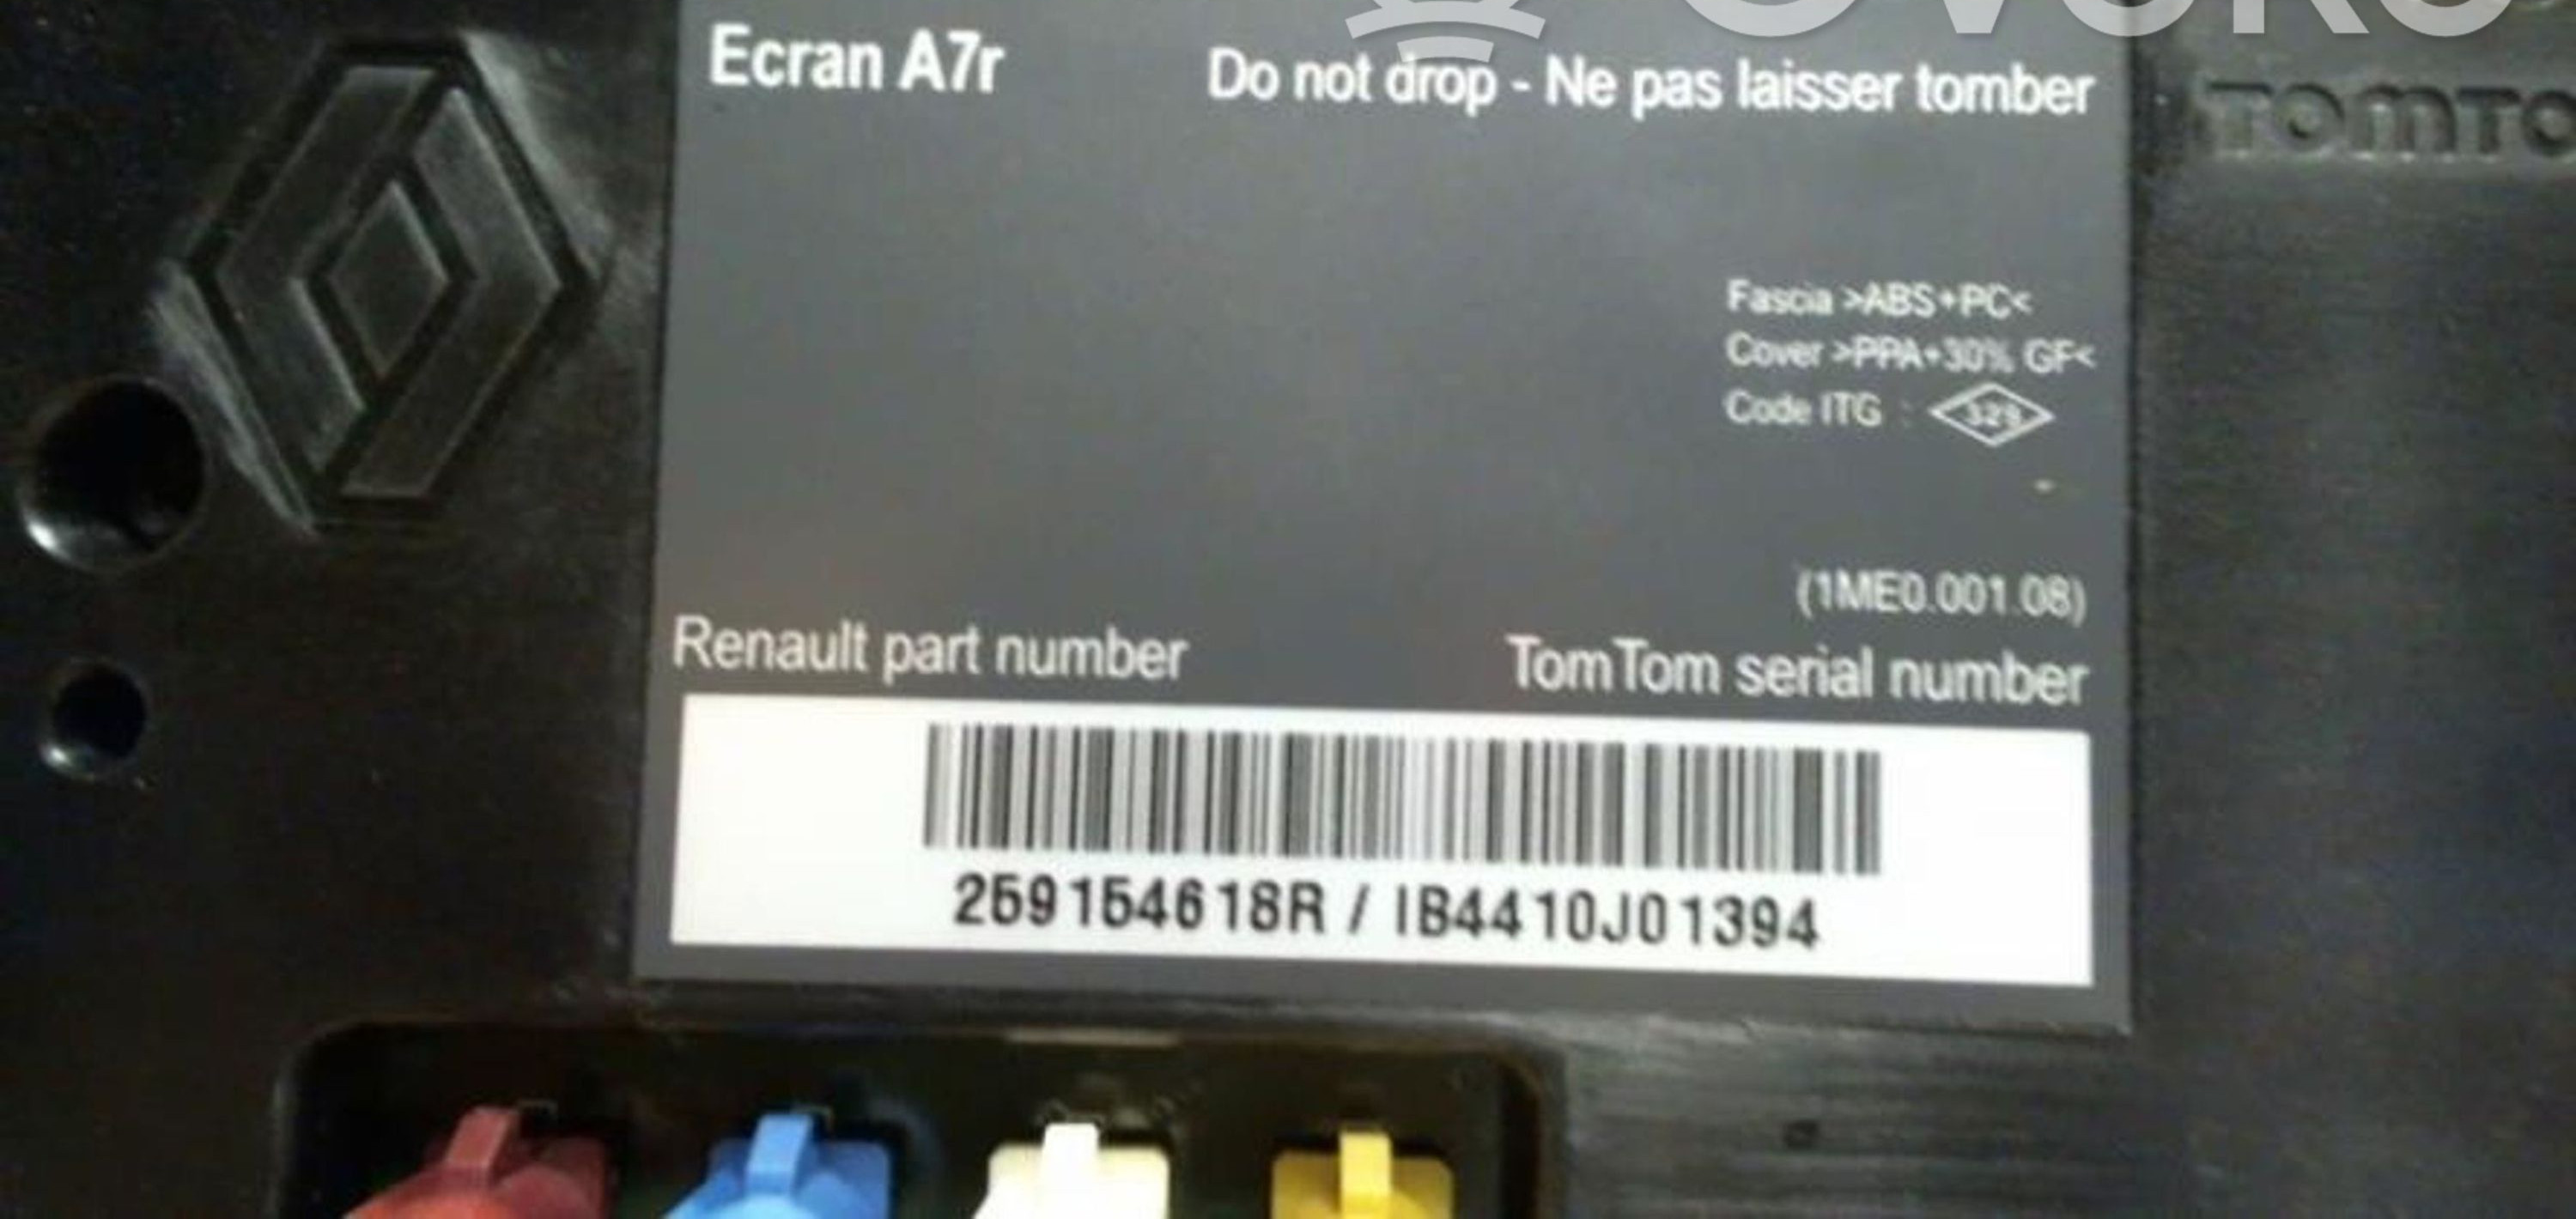 Ecran A7r
Do not drop - Ne pas laisser tomber
TOMTO
Fascia >ABS+PC<
Cover >PPA+30% GF<
Code ITG : 329
(1ME0.001.08)
Renault part number
TomTom serial number
259154618R / IB4410J01394